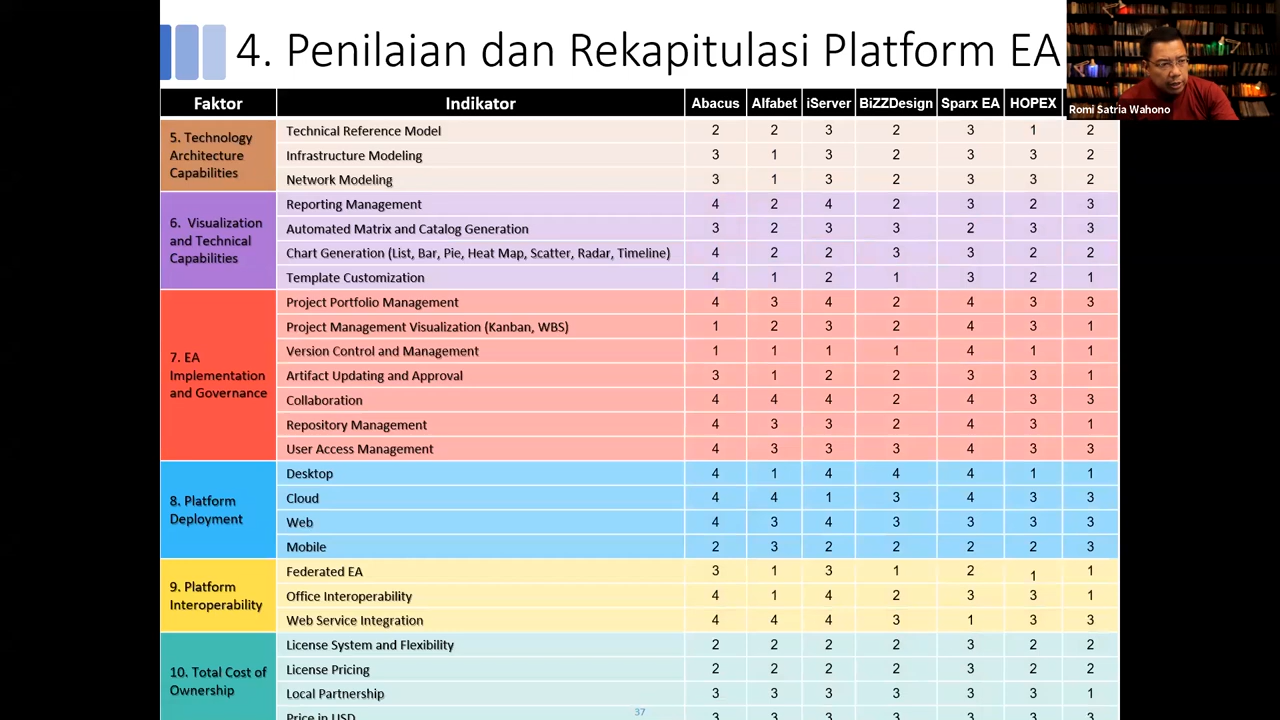 4. Penilaian dan Rekapitulasi Platform EA
Romi Satria Wahono
Faktor Indikator Abacus Alfabet iServer BiZZDesign Sparx EA HOPEX
5. Technology Architecture Capabilities
Technical Reference Model 2 2 3 2 3 1 2
Infrastructure Modeling 3 1 3 2 3 3 2
Network Modeling 3 1 3 2 3 3 2
6. Visualization and Technical Capabilities
Reporting Management 4 2 4 2 3 2 3
Automated Matrix and Catalog Generation 3 2 3 3 2 3 3
Chart Generation (List, Bar, Pie, Heat Map, Scatter, Radar, Timeline) 4 2 2 3 3 2 2
Template Customization 4 1 2 1 3 2 1
7. EA Implementation and Governance
Project Portfolio Management 4 3 4 2 4 3 3
Project Management Visualization (Kanban, WBS) 1 2 3 2 4 3 1
Version Control and Management 1 1 1 1 4 1 1
Artifact Updating and Approval 3 1 2 2 3 3 1
Collaboration 4 4 4 2 4 3 3
Repository Management 4 3 3 2 4 3 1
User Access Management 4 3 3 3 4 3 3
8. Platform Deployment
Desktop 4 1 4 4 4 1 1
Cloud 4 4 1 3 4 3 3
Web 4 3 4 3 3 3 3
Mobile 2 3 2 2 2 2 3
9. Platform Interoperability
Federated EA 3 1 3 1 2 1 1
Office Interoperability 4 1 4 2 3 3 1
Web Service Integration 4 4 4 3 1 3 3
10. Total Cost of Ownership
License System and Flexibility 2 2 2 2 3 2 2
License Pricing 2 2 2 2 3 2 2
Local Partnership 3 3 3 3 3 3 1
Price in USD 3 3 3 3 3 3 3
37